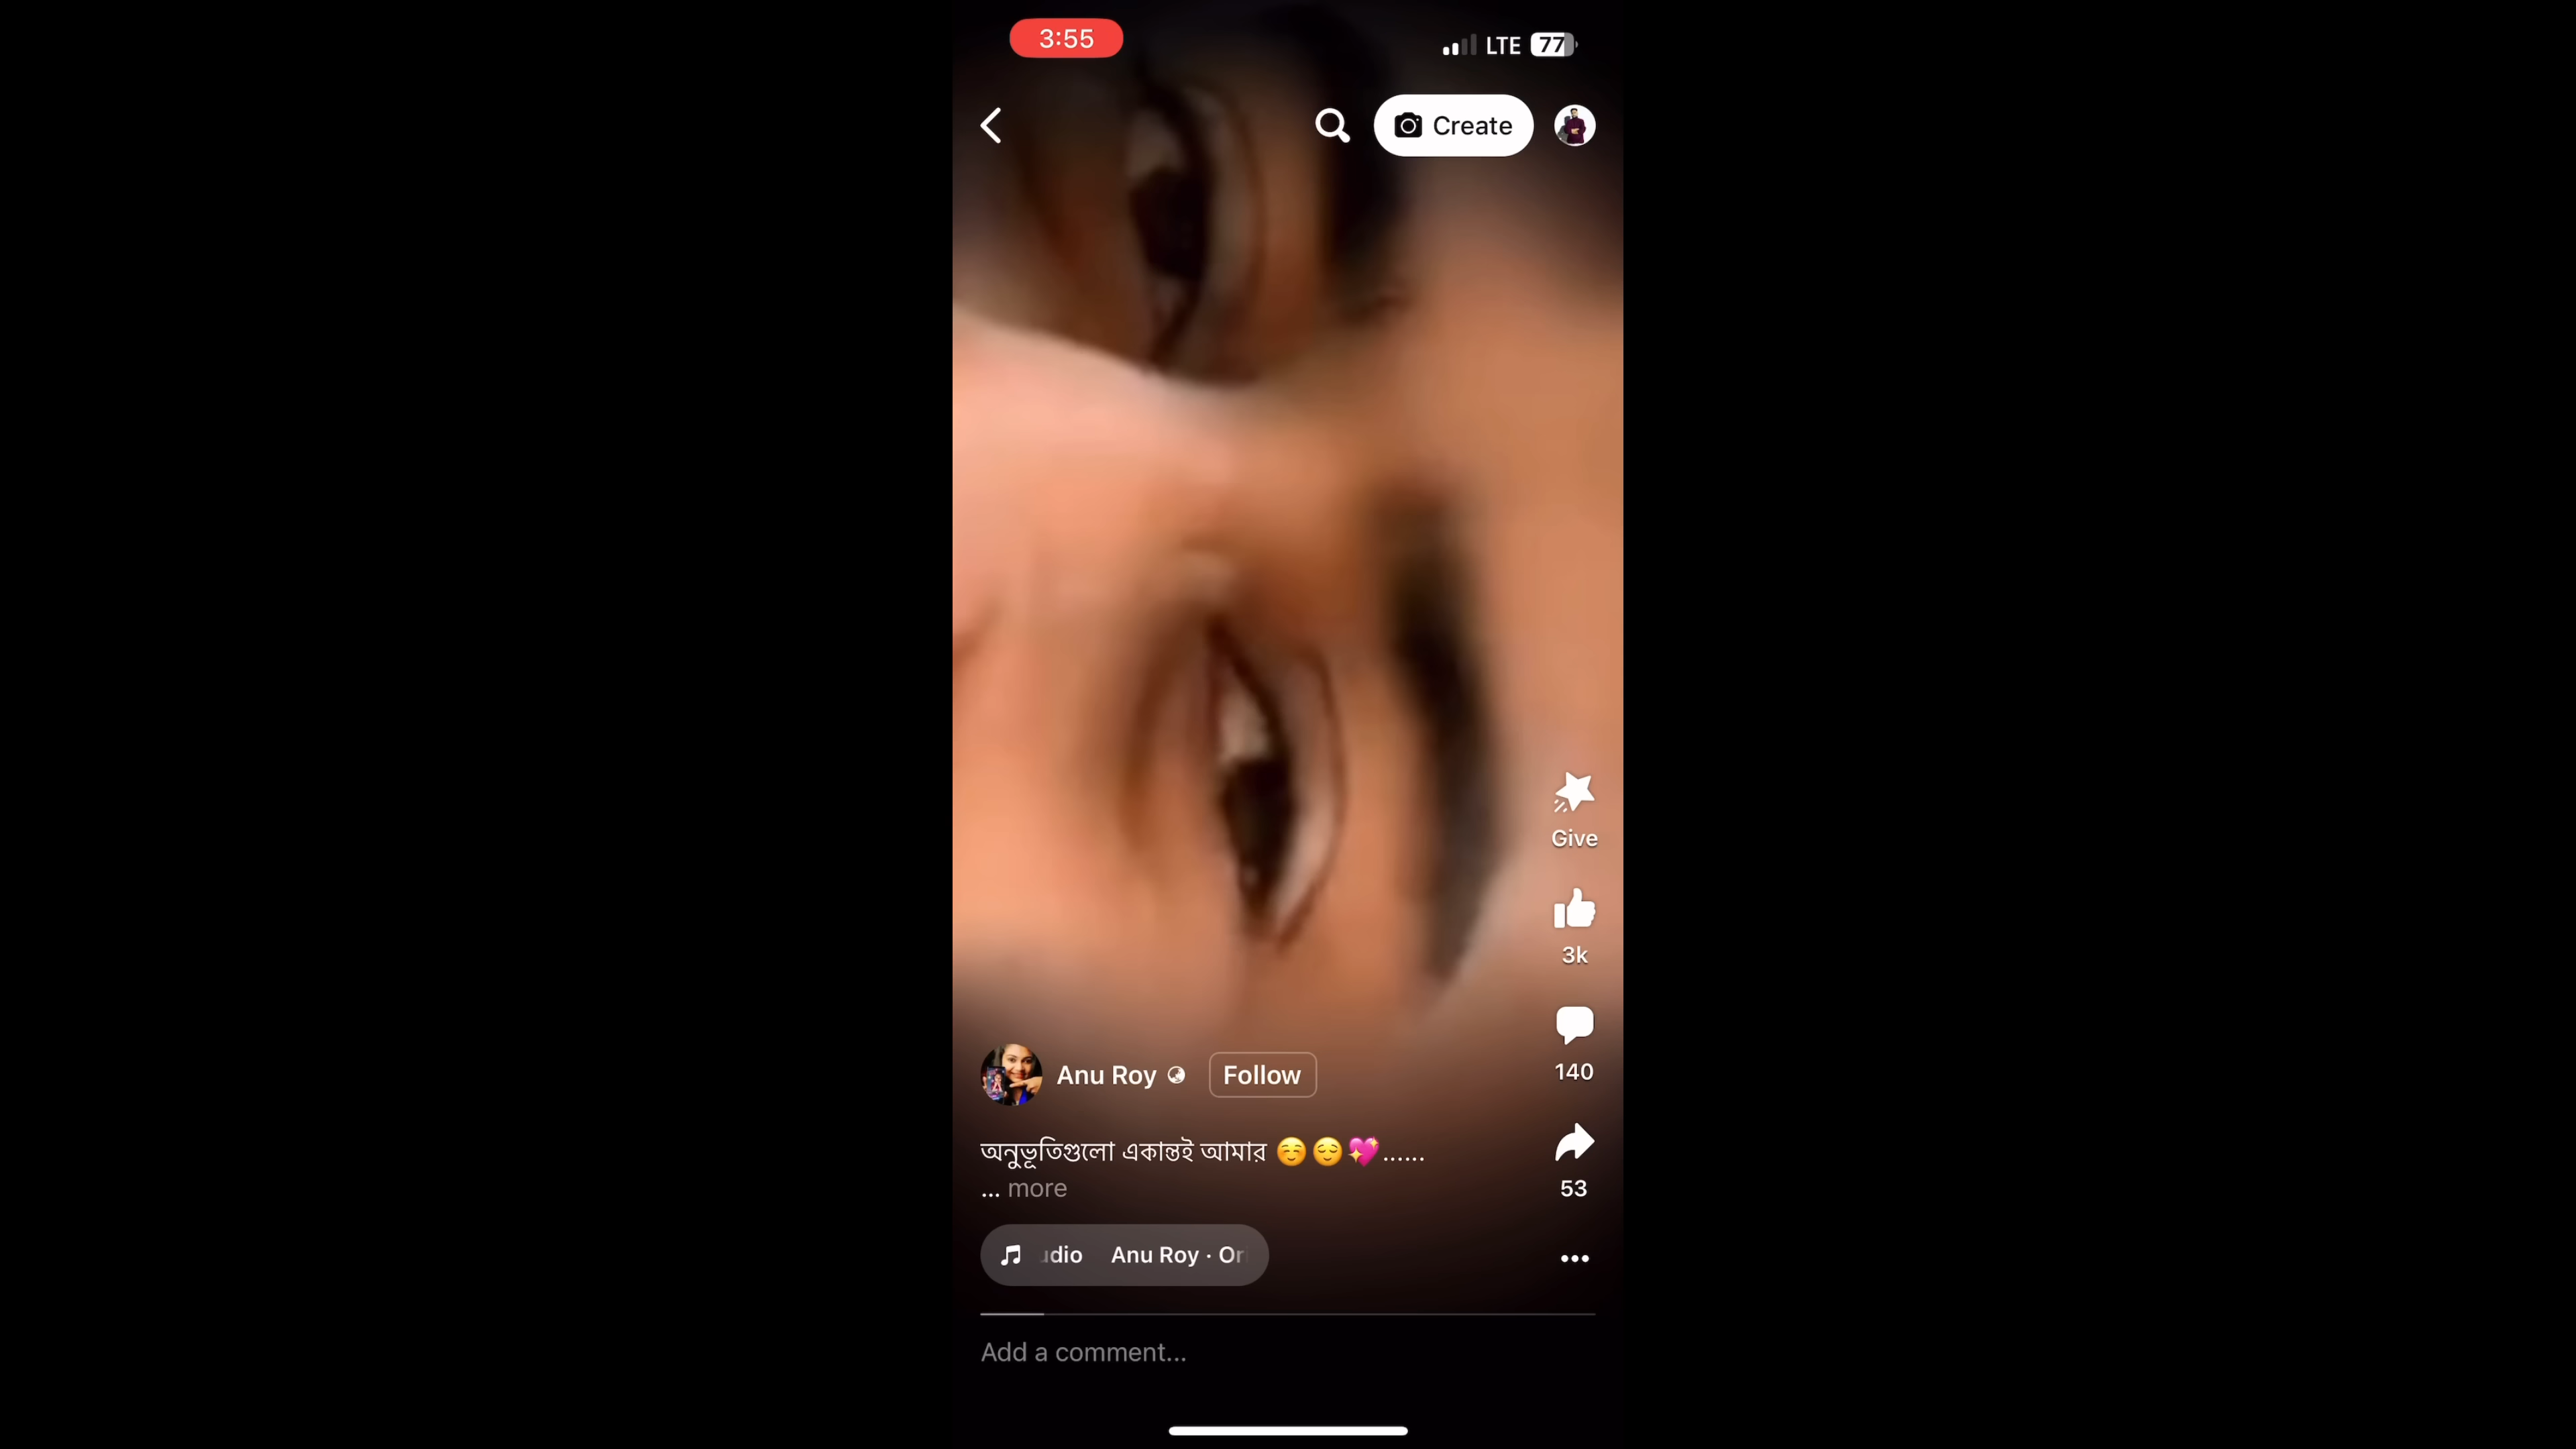 3:55
LTE 77
Create
Give
3k
Anu Roy
Follow
140
অনুভূতিগুলো একান্তই আমার ☺️😌💖......
... more
53
Anu Roy ·
Add a comment...